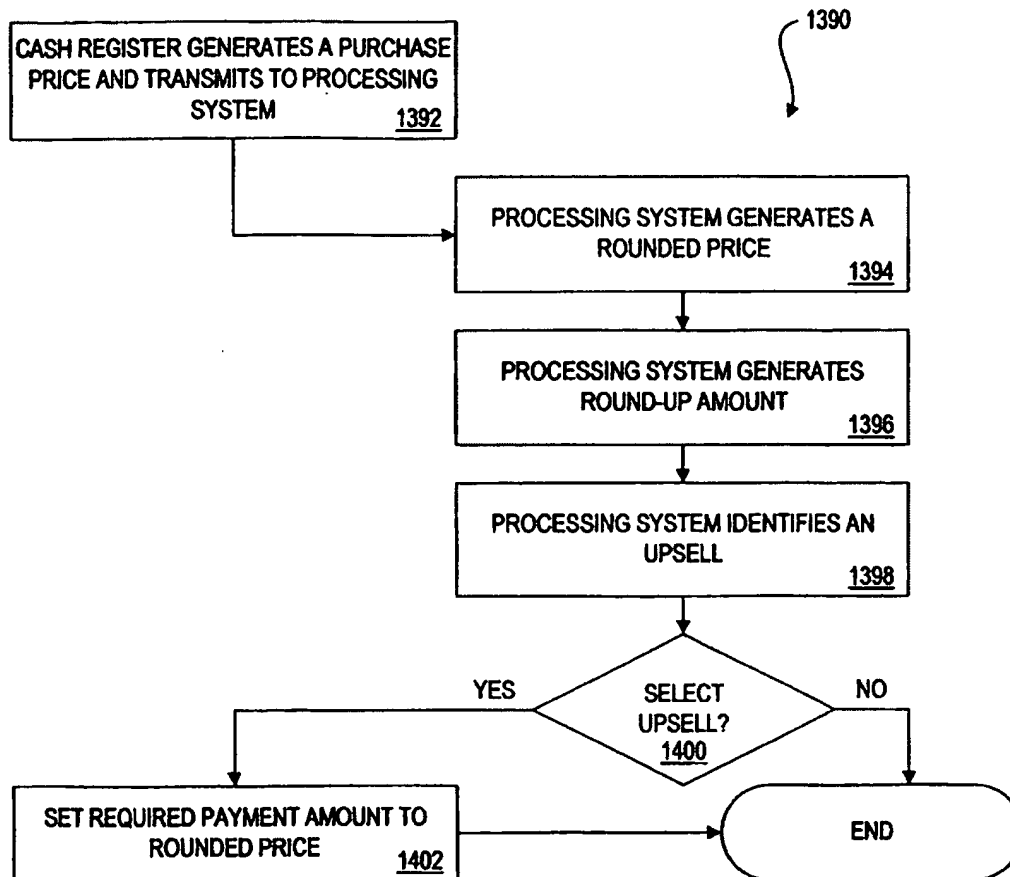 1390
CASH REGISTER GENERATES A PURCHASE
PRICE AND TRANSMITS TO PROCESSING
SYSTEM
1392
PROCESSING SYSTEM GENERATES A
ROUNDED PRICE
1394
PROCESSING SYSTEM GENERATES
ROUND-UP AMOUNT
1396
PROCESSING SYSTEM IDENTIFIES AN
UPSELL
1398
YES
SELECT
UPSELL?
1400
NO
SET REQUIRED PAYMENT AMOUNT TO
ROUNDED PRICE
1402
END